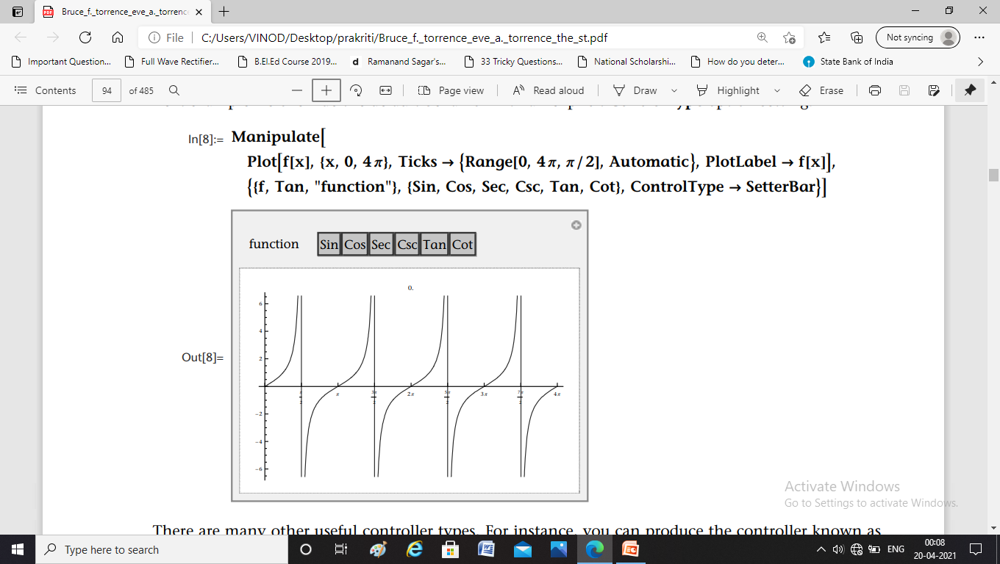 Bruce_f._torrence_eve_a._torrence
File
C:/Users/VINOD/Desktop/prakriti/Bruce_f._torrence_eve_a._torrence_the_st.pdf
Not syncing
Important Question...
Full Wave Rectifier...
B.El.Ed Course 2019...
d Ramanand Sagar's...
33 Tricky Questions...
National Scholarshi...
How do you deter...
State Bank of India
Contents
94 of 485
Page view
Read aloud
Draw
Highlight
Erase
In[8]:= Manipulate[
Plot[f[x], {x, 0, 4 π}, Ticks → {Range[0, 4 π, π / 2], Automatic}, PlotLabel → f[x]],
{{f, Tan, "function"}, {Sin, Cos, Sec, Csc, Tan, Cot}, ControlType → SetterBar}]
function Sin Cos Sec Csc Tan Cot
0.
6
4
2
Out[8]=
π 2 π 3 π 4 π
-2
-4
-6
Activate Windows
Go to Settings to activate Windows.
There are many other useful controller types. For instance, you can produce the controller known as
Type here to search
ENG
00:08
20-04-2021